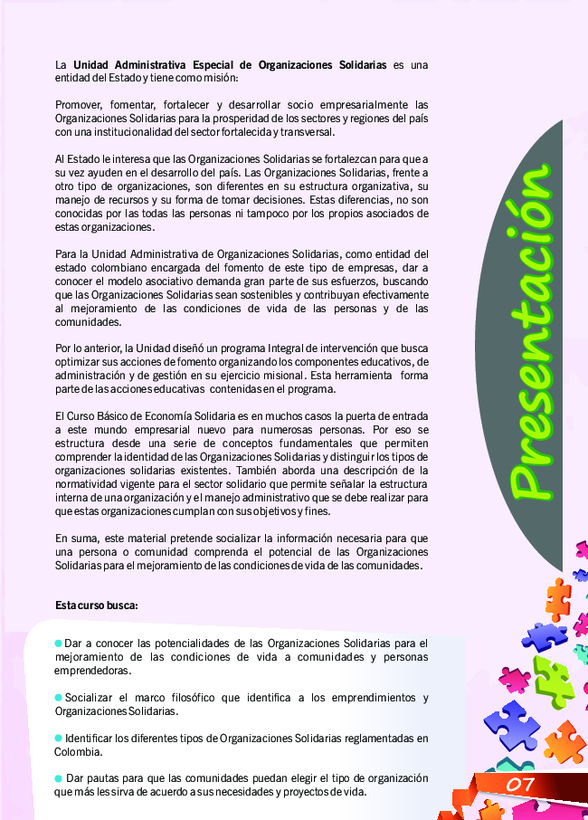 La Unidad Administrativa Especial de Organizaciones Solidarias es una
entidad del Estado y tiene como misión:
Promover, fomentar, fortalecer y desarrollar socio empresarialmente las
Organizaciones Solidarias para la prosperidad de los sectores y regiones del país
con una institucionalidad del sector fortalecida y transversal.
Al Estado le interesa que las Organizaciones Solidarias se fortalezcan para que a
su vez ayuden en el desarrollo del país. Las Organizaciones Solidarias, frente a
otro tipo de organizaciones, son diferentes en su estructura organizativa, su
manejo de recursos y su forma de tomar decisiones. Estas diferencias, no son
conocidas por las todas las personas ni tampoco por los propios asociados de
estas organizaciones.
Para la Unidad Administrativa de Organizaciones Solidarias, como entidad del
estado colombiano encargada del fomento de este tipo de empresas, dar a
conocer el modelo asociativo demanda gran parte de sus esfuerzos, buscando
que las Organizaciones Solidarias sean sostenibles y contribuyan efectivamente
al mejoramiento de las condiciones de vida de las personas y de las
comunidades.
Por lo anterior, la Unidad diseñó un programa Integral de intervención que busca
optimizar sus acciones de fomento organizando los componentes educativos, de
administración y de gestión en su ejercicio misional. Esta herramienta forma
parte de las acciones educativas contenidas en el programa.
El Curso Básico de Economía Solidaria es en muchos casos la puerta de entrada
a este mundo empresarial nuevo para numerosas personas. Por eso se
estructura desde una serie de conceptos fundamentales que permiten
comprender la identidad de las Organizaciones Solidarias y distinguir los tipos de
organizaciones solidarias existentes. También aborda una descripción de la
normatividad vigente para el sector solidario que permite señalar la estructura
interna de una organización y el manejo administrativo que se debe realizar para
que estas organizaciones cumplan con sus objetivos y fines.
En suma, este material pretende socializar la información necesaria para que
una persona o comunidad comprenda el potencial de las Organizaciones
Solidarias para el mejoramiento de las condiciones de vida de las comunidades.
Esta curso busca:
Dar a conocer las potencialidades de las Organizaciones Solidarias para el
mejoramiento de las condiciones de vida a comunidades y personas
emprendedoras.
Socializar el marco filosófico que identifica a los emprendimientos y
Organizaciones Solidarias.
Identificar los diferentes tipos de Organizaciones Solidarias reglamentadas en
Colombia.
Dar pautas para que las comunidades puedan elegir el tipo de organización
que más les sirva de acuerdo a sus necesidades y proyectos de vida.
Presentación
07